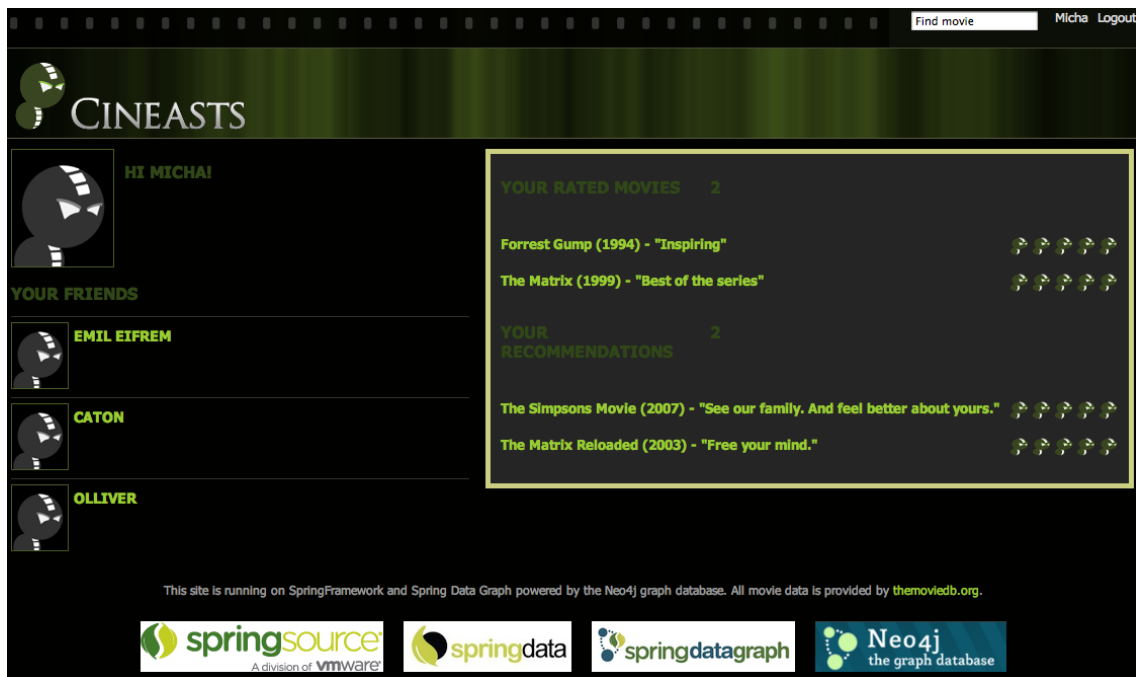 Find movie
Micha Logout
CINEASTS
HI MICHA!
YOUR FRIENDS
EMIL EIFREM
CATON
OLLIVER
YOUR RATED MOVIES 2
Forrest Gump (1994) - "Inspiring"
The Matrix (1999) - "Best of the series"
YOUR 2
RECOMMENDATIONS
The Simpsons Movie (2007) - "See our family. And feel better about yours."
The Matrix Reloaded (2003) - "Free your mind."
This site is running on SpringFramework and Spring Data Graph powered by the Neo4j graph database. All movie data is provided by themoviedb.org.
springsource
A division of vmware
springdata
springdatagraph
Neo4j
the graph database